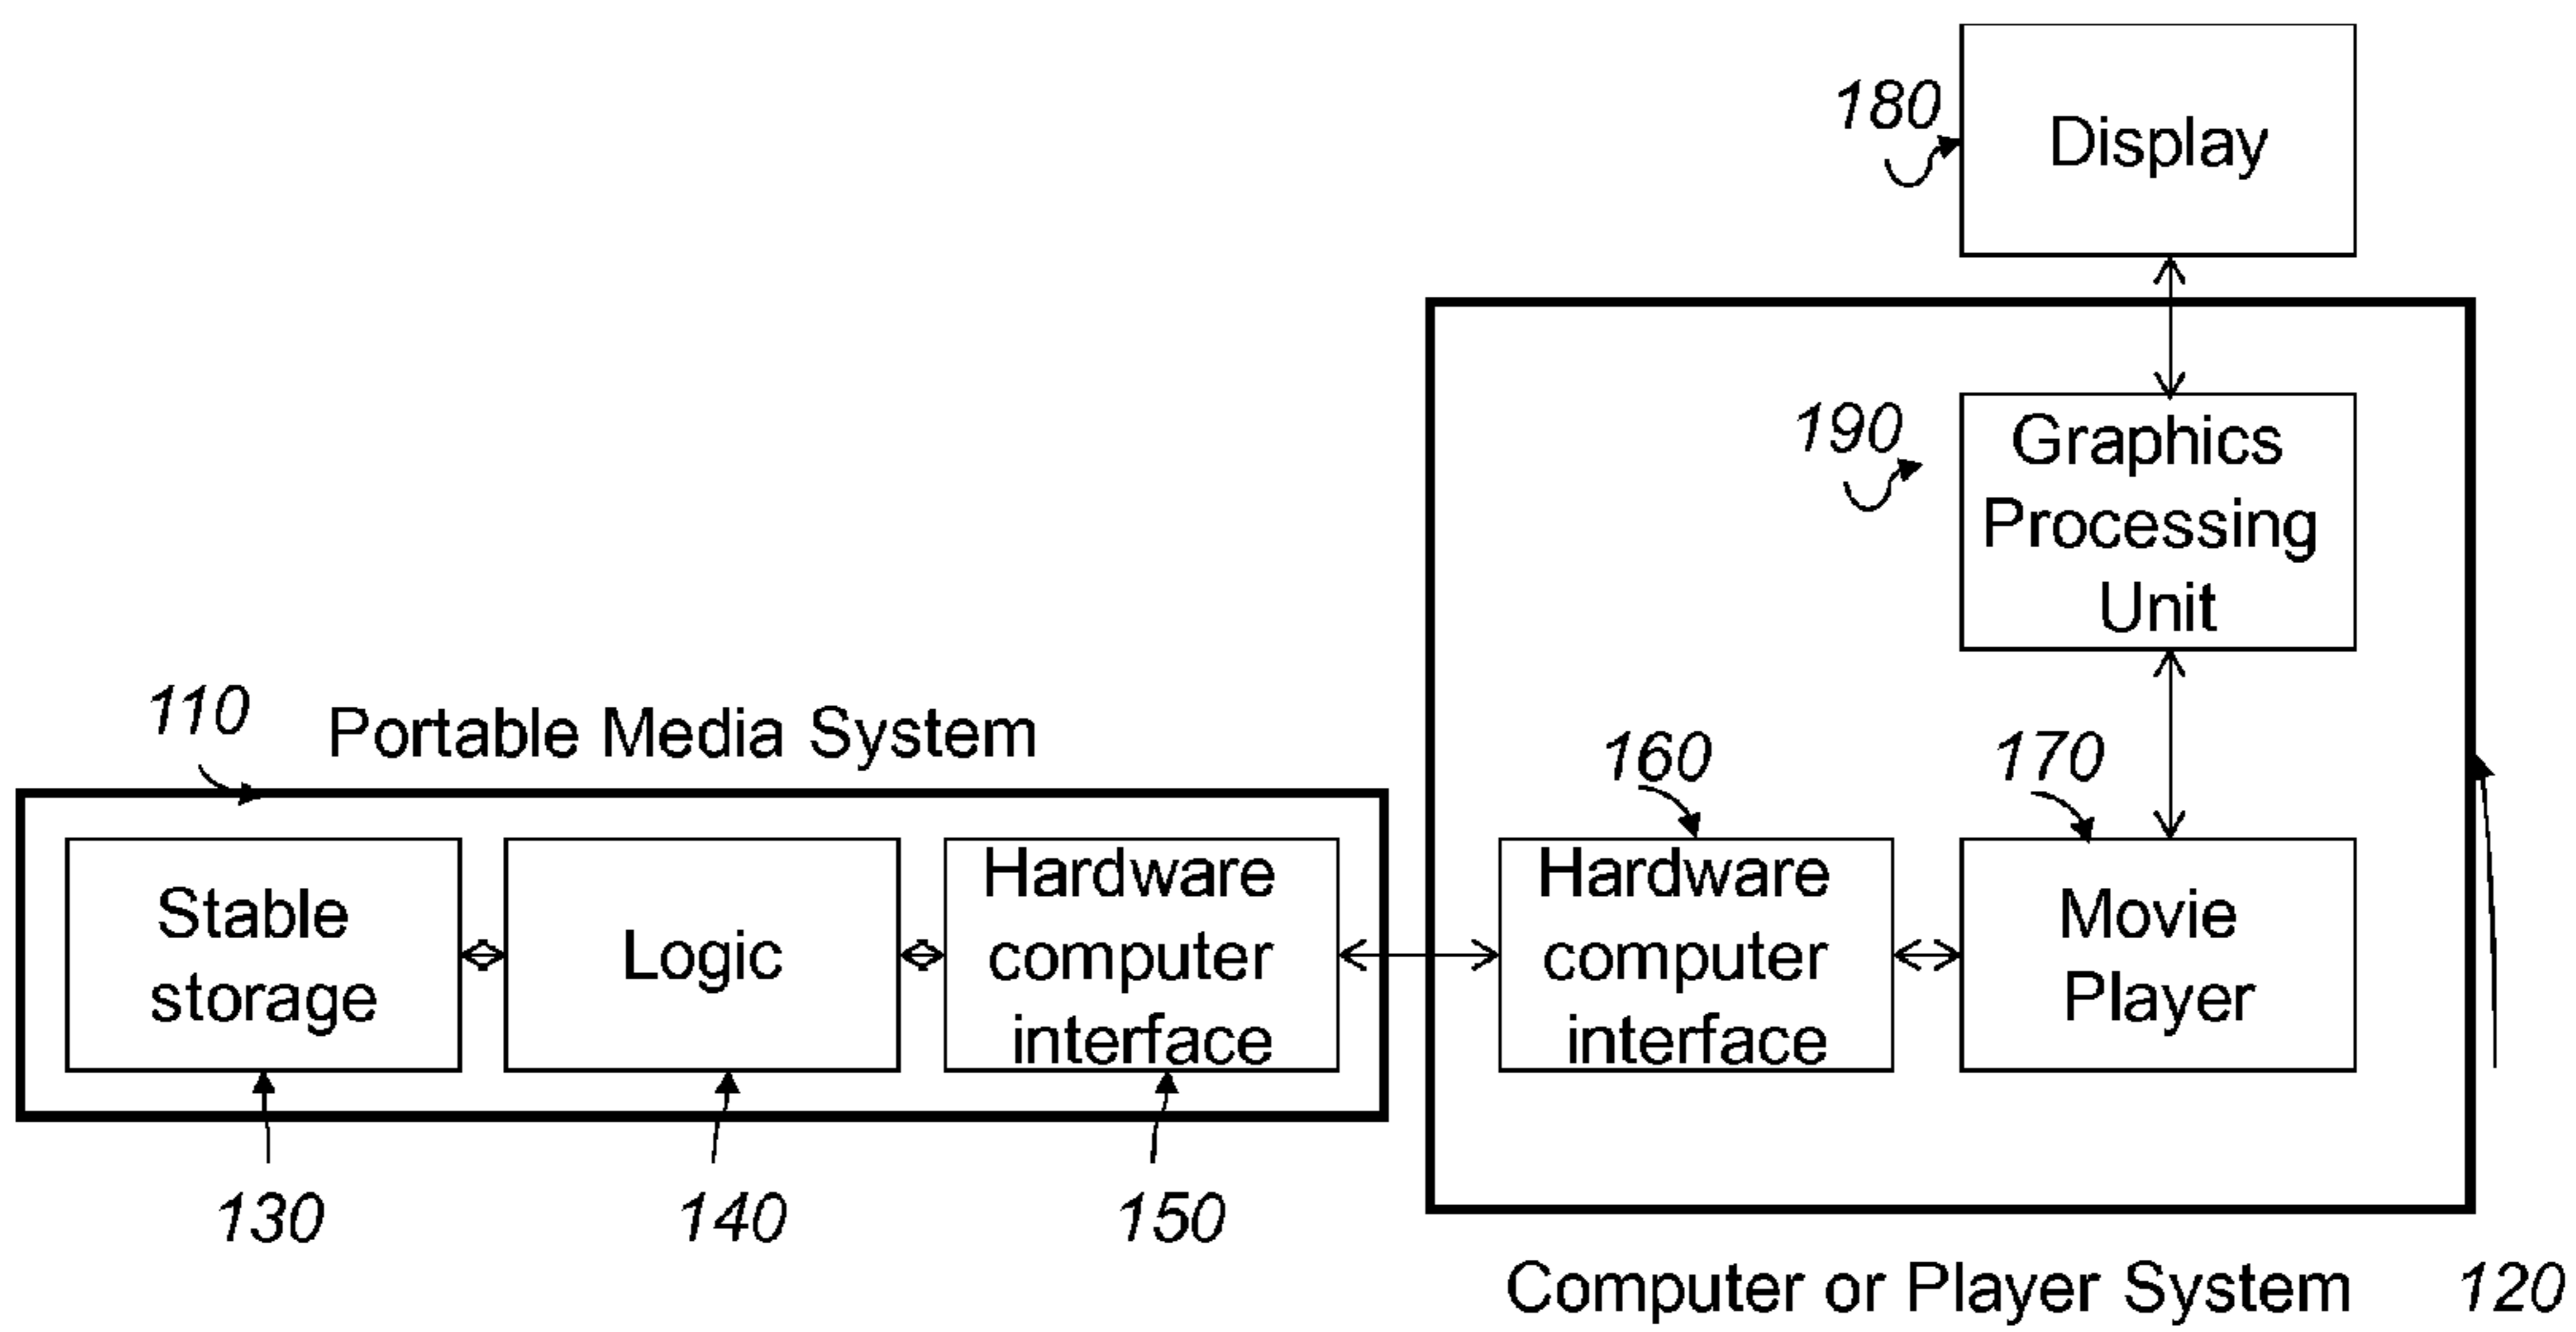 180
Display
190
Graphics
Processing
Unit
110
Portable Media System
160
170
Stable
storage
Logic
Hardware
computer
interface
Hardware
computer
interface
Movie
Player
130
140
150
Computer or Player System
120